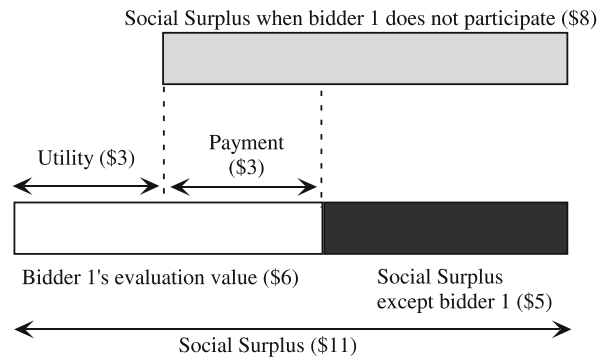 Social Surplus when bidder 1 does not participate ($8)
Utility ($3)
Payment
($3)
Bidder 1's evaluation value ($6)
Social Surplus
except bidder 1 ($5)
Social Surplus ($11)